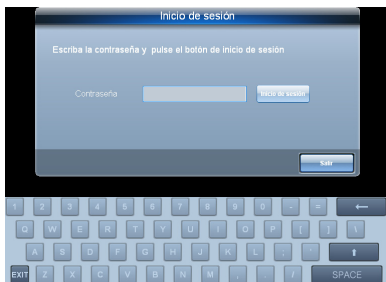 Inicio de sesión
Escriba la contraseña y pulse el botón de inicio de sesión
Contraseña
Inicio de sesión
Salir
1 2 3 4 5 6 7 8 9 0 - =
Q W E R T Y U I O P [ ] \
A S D F G H J K L ; '
EXIT Z X C V B N M , . / SPACE